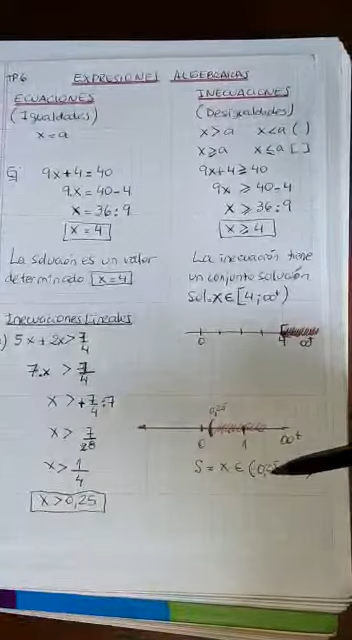 TP6 EXPRESIONES ALGEBRAICAS
ECUACIONES
(Igualdades)
x = a
Ej: 9x + 4 = 40
9.x = 40 - 4
x = 36 : 9
x = 4
La solución es un valor
determinado x = 4
INECUACIONES
(Desigualdades)
x > a x < a ( )
x ⩾ a x ⩽ a [ ]
9x + 4 ⩾ 40
9x ⩾ 40 - 4
x ⩾ 36 : 9
x ⩾ 4
La inecuación tiene
un conjunto solución
Sol = x ∈ [4 ; ∞⁺)
0 4 ∞⁺
Inecuaciones Lineales
) 5x + 2x > 7/4
7.x > 7/4
x > + 7/4 : 7
x > 7/28
x > 1/4
x > 0,25
0,25
0 1 ∞⁺
S = x ∈ (0,25